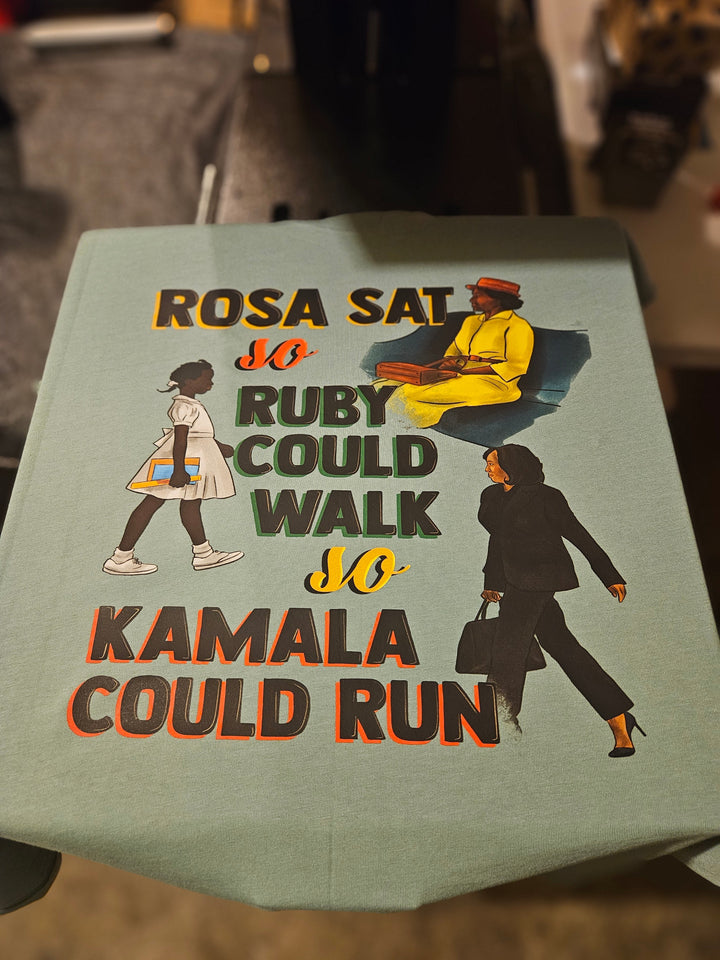 ROSA SAT
so
RUBY
COULD
WALK
so
KAMALA
COULD RUN